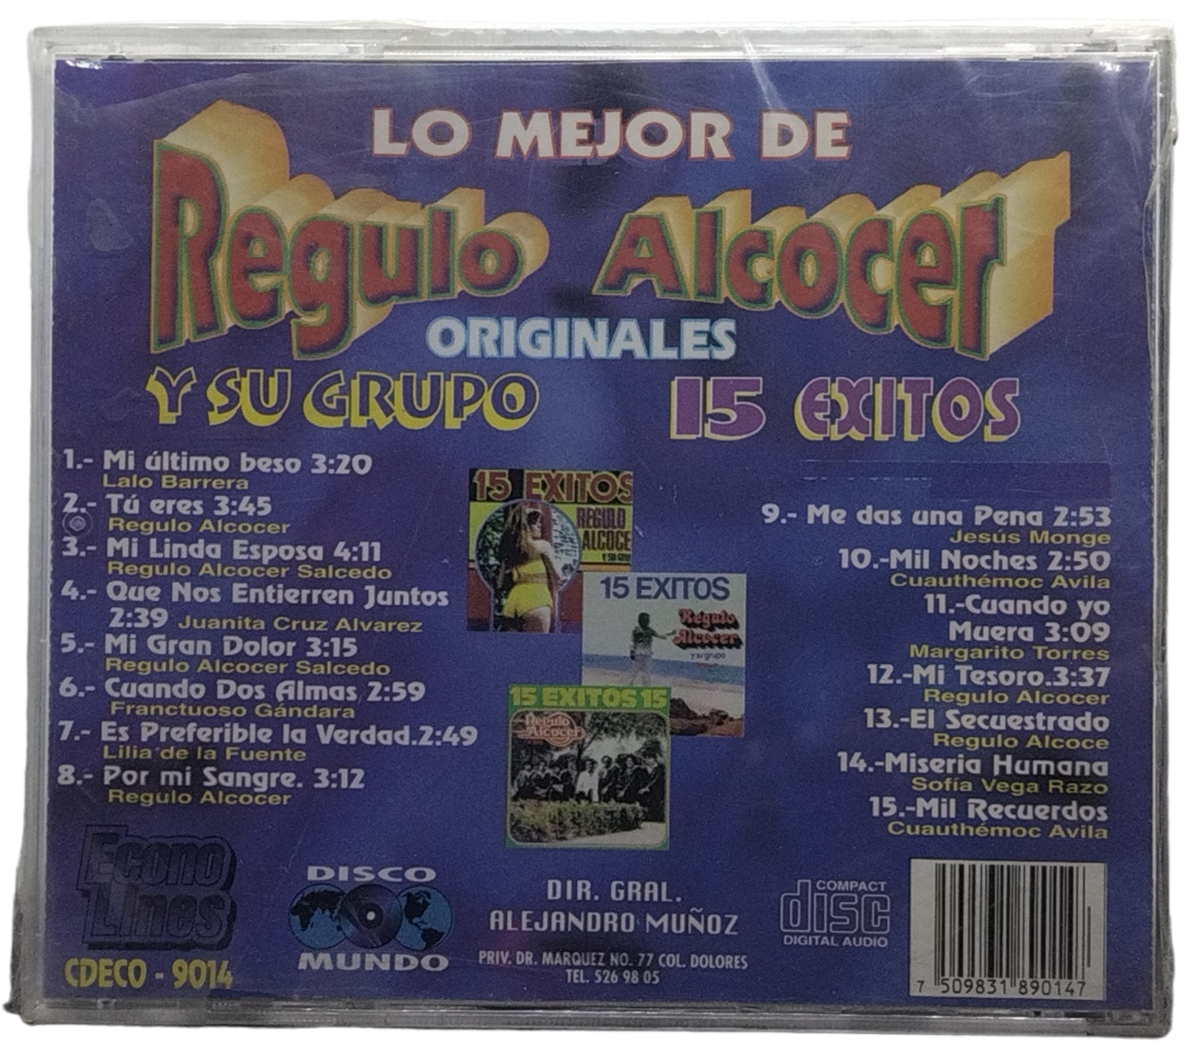 LO MEJOR DE
Regulo Alcocer
ORIGINALES
Y SU GRUPO 15 EXITOS
1.- Mi último beso 3:20
Lalo Barrera
2.- Tú eres 3:45
Regulo Alcocer
3.- Mi Linda Esposa 4:11
Regulo Alcocer Salcedo
4.- Que Nos Entierren Juntos
2:39 Juanita Cruz Alvarez
5.- Mi Gran Dolor 3:15
Regulo Alcocer Salcedo
6.- Cuando Dos Almas 2:59
Franctuoso Gándara
7.- Es Preferible la Verdad.2:49
Lilia de la Fuente
8.- Por mi Sangre. 3:12
Regulo Alcocer
15 EXITOS
REGULO
ALCOCE
15 EXITOS
Regulo
Alcocer
y su grupo
15 EXITOS 15
Regulo
Alcocer
9.- Me das una Pena 2:53
Jesús Monge
10.-Mil Noches 2:50
Cuauthémoc Avila
11.-Cuando yo
Muera 3:09
Margarito Torres
12.-Mi Tesoro.3:37
Regulo Alcocer
13.-El Secuestrado
Regulo Alcoce
14.-Miseria Humana
Sofía Vega Razo
15.-Mil Recuerdos
Cuauthémoc Avila
Econo
Lines
CDECO - 9014
DISCO
MUNDO
DIR. GRAL.
ALEJANDRO MUÑOZ
PRIV. DR. MARQUEZ NO. 77 COL. DOLORES
TEL. 526 98 05
COMPACT
disc
DIGITAL AUDIO
7 509831 890147